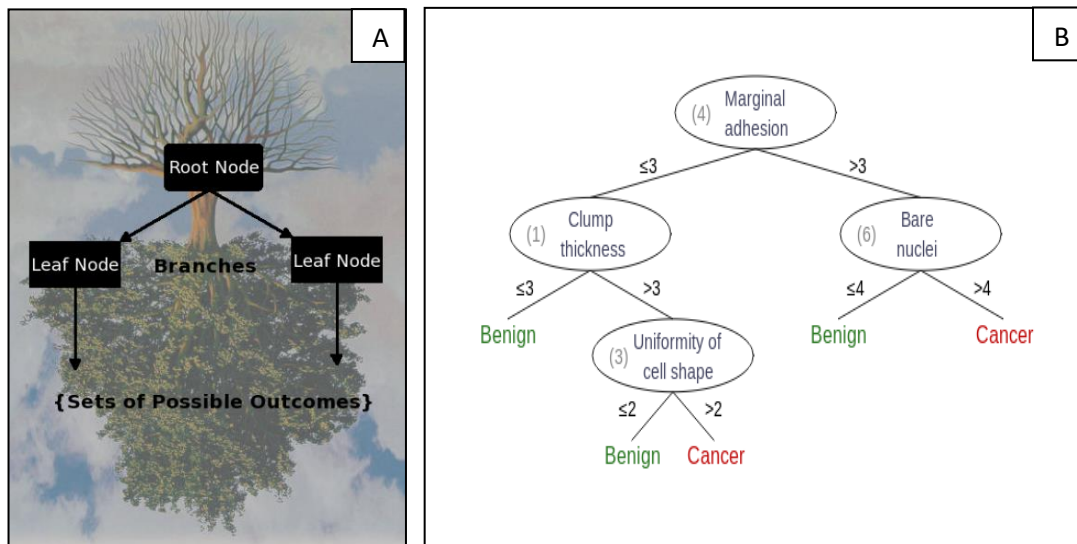 A
Root Node
Leaf Node
Branches
Leaf Node
{Sets of Possible Outcomes}
B
(4) Marginal
adhesion
≤3
>3
(1) Clump
thickness
(6) Bare
nuclei
≤3
>3
≤4
>4
Benign
(3) Uniformity of
cell shape
Benign
Cancer
≤2
>2
Benign
Cancer